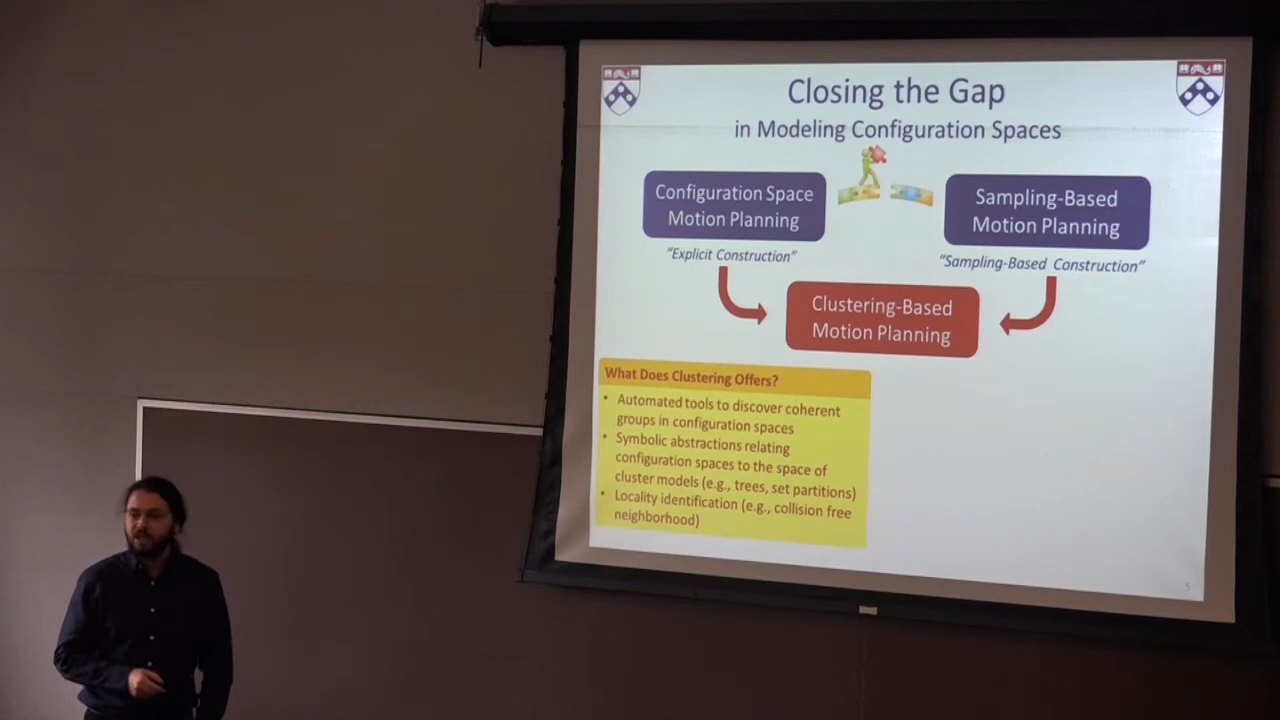 Closing the Gap
in Modeling Configuration Spaces
Configuration Space
Motion Planning
"Explicit Construction"
Sampling-Based
Motion Planning
"Sampling-Based Construction"
Clustering-Based
Motion Planning
What Does Clustering Offers?
• Automated tools to discover coherent
groups in configuration spaces
• Symbolic abstractions relating
configuration spaces to the space of
cluster models (e.g., trees, set partitions)
• Locality identification (e.g., collision free
neighborhood)
5